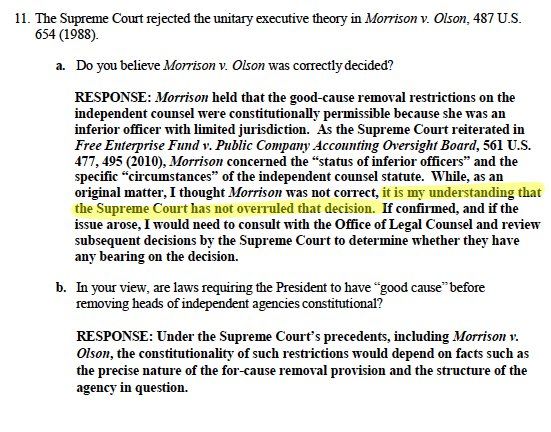 11. The Supreme Court rejected the unitary executive theory in Morrison v. Olson, 487 U.S.
654 (1988).
a. Do you believe Morrison v. Olson was correctly decided?
RESPONSE: Morrison held that the good-cause removal restrictions on the
independent counsel were constitutionally permissible because she was an
inferior officer with limited jurisdiction. As the Supreme Court reiterated in
Free Enterprise Fund v. Public Company Accounting Oversight Board, 561 U.S.
477, 495 (2010), Morrison concerned the “status of inferior officers” and the
specific “circumstances” of the independent counsel statute. While, as an
original matter, I thought Morrison was not correct, it is my understanding that
the Supreme Court has not overruled that decision. If confirmed, and if the
issue arose, I would need to consult with the Office of Legal Counsel and review
subsequent decisions by the Supreme Court to determine whether they have
any bearing on the decision.
b. In your view, are laws requiring the President to have “good cause” before
removing heads of independent agencies constitutional?
RESPONSE: Under the Supreme Court’s precedents, including Morrison v.
Olson, the constitutionality of such restrictions would depend on facts such as
the precise nature of the for-cause removal provision and the structure of the
agency in question.